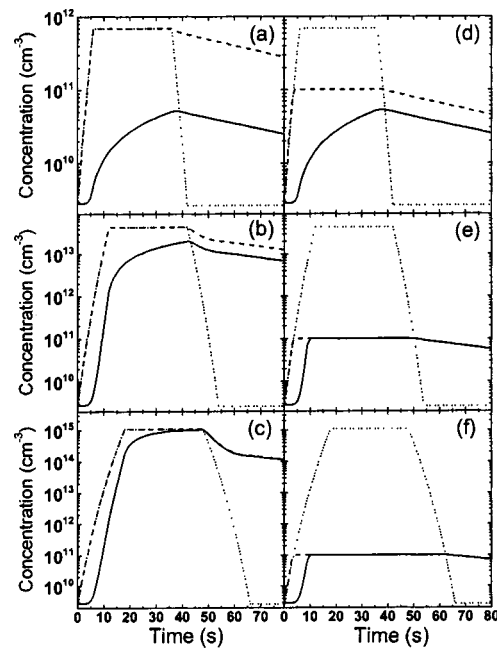 10¹²
(a)
(d)
Concentration (cm⁻³)
10¹¹
10¹⁰
(b)
(e)
Concentration (cm⁻³)
10¹³
10¹²
10¹¹
10¹⁰
(c)
(f)
Concentration (cm⁻³)
10¹⁵
10¹⁴
10¹³
10¹²
10¹¹
10¹⁰
0 10 20 30 40 50 60 70 0 10 20 30 40 50 60 70 80
Time (s)
Time (s)